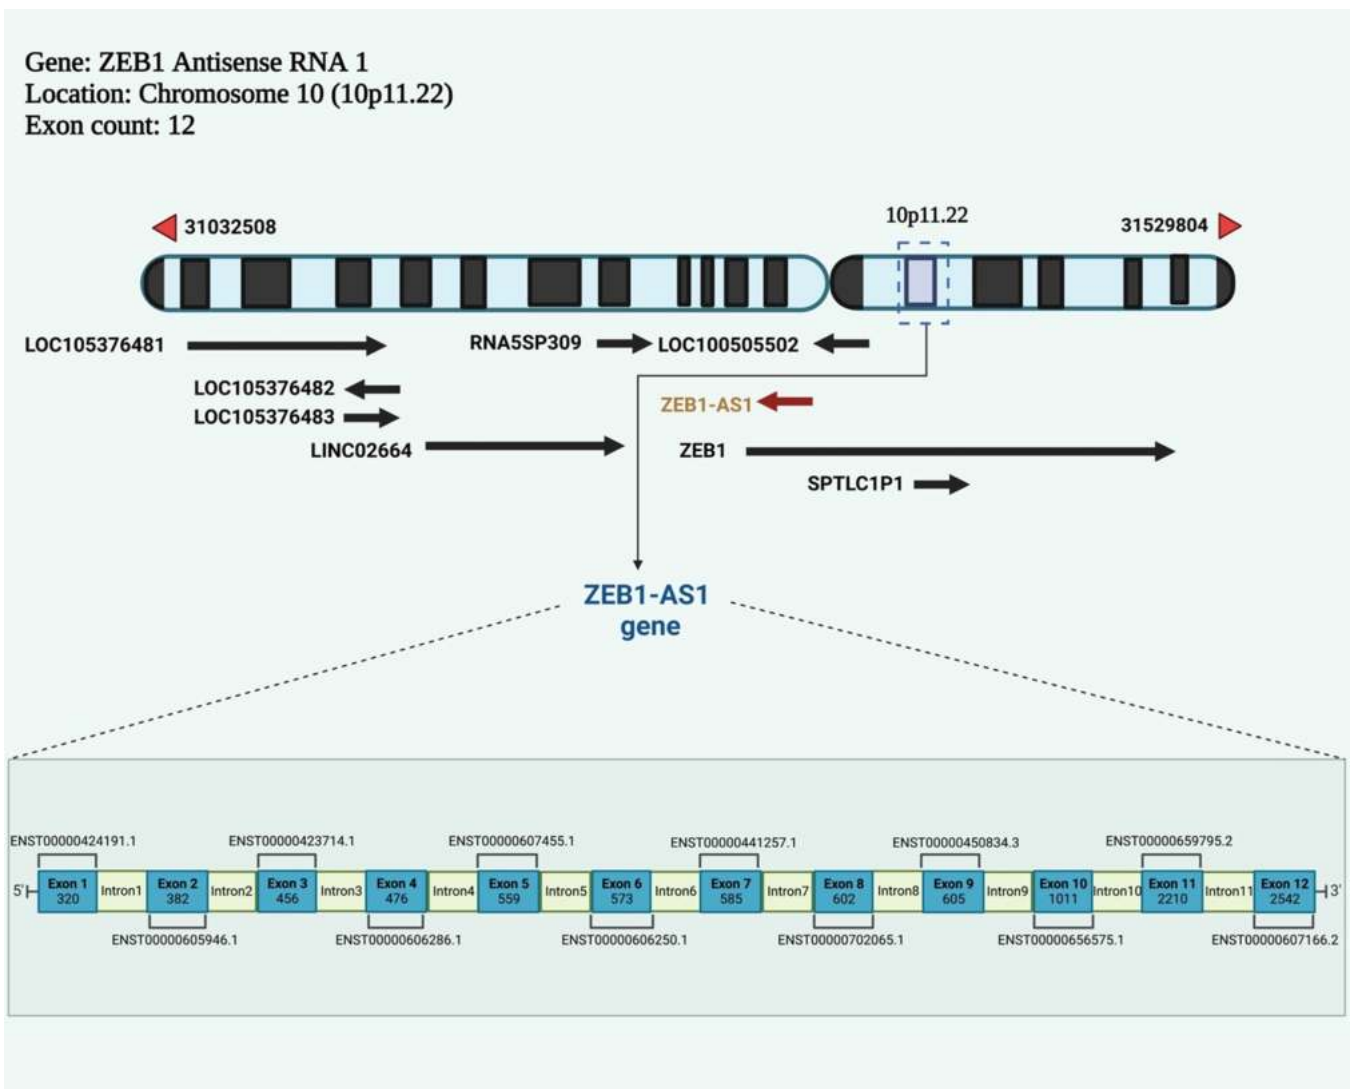 Gene: ZEB1 Antisense RNA 1
Location: Chromosome 10 (10p11.22)
Exon count: 12
10p11.22
31032508
31529804
LOC105376481
RNA5SP309
LOC100505502
LOC105376482
ZEB1-AS1
LOC105376483
LINC02664
ZEB1
SPTLC1P1
ZEB1-AS1
gene
ENST00000424191.1
ENST00000423714.1
ENST00000607455.1
ENST00000441257.1
ENST00000450834.3
ENST00000659795.2
5'
Exon 1
320
Intron1
Exon 2
382
Intron2
Exon 3
456
Intron3
Exon 4
476
Intron4
Exon 5
559
Intron5
Exon 6
573
Intron6
Exon 7
585
Intron7
Exon 8
602
Intron8
Exon 9
605
Intron9
Exon 10
1011
Intron10
Exon 11
2210
Intron11
Exon 12
2542
3'
ENST00000605946.1
ENST00000606286.1
ENST00000606250.1
ENST00000702065.1
ENST00000656575.1
ENST00000607166.2